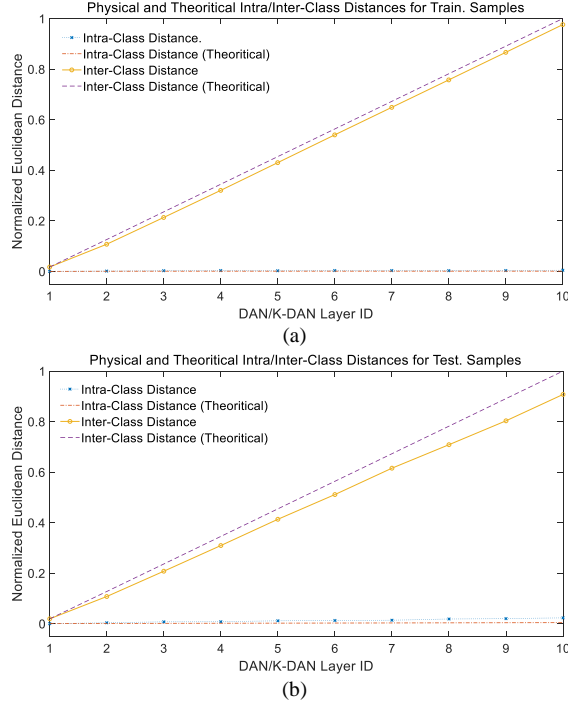 Physical and Theoritical Intra/Inter-Class Distances for Train. Samples
1
0.8
0.6
0.4
0.2
0
Normalized Euclidean Distance
Intra-Class Distance.
Intra-Class Distance (Theoritical)
Inter-Class Distance
Inter-Class Distance (Theoritical)
1 2 3 4 5 6 7 8 9 10
DAN/K-DAN Layer ID
(a)
Physical and Theoritical Intra/Inter-Class Distances for Test. Samples
1
0.8
0.6
0.4
0.2
0
Normalized Euclidean Distance
Intra-Class Distance
Intra-Class Distance (Theoritical)
Inter-Class Distance
Inter-Class Distance (Theoritical)
1 2 3 4 5 6 7 8 9 10
DAN/K-DAN Layer ID
(b)